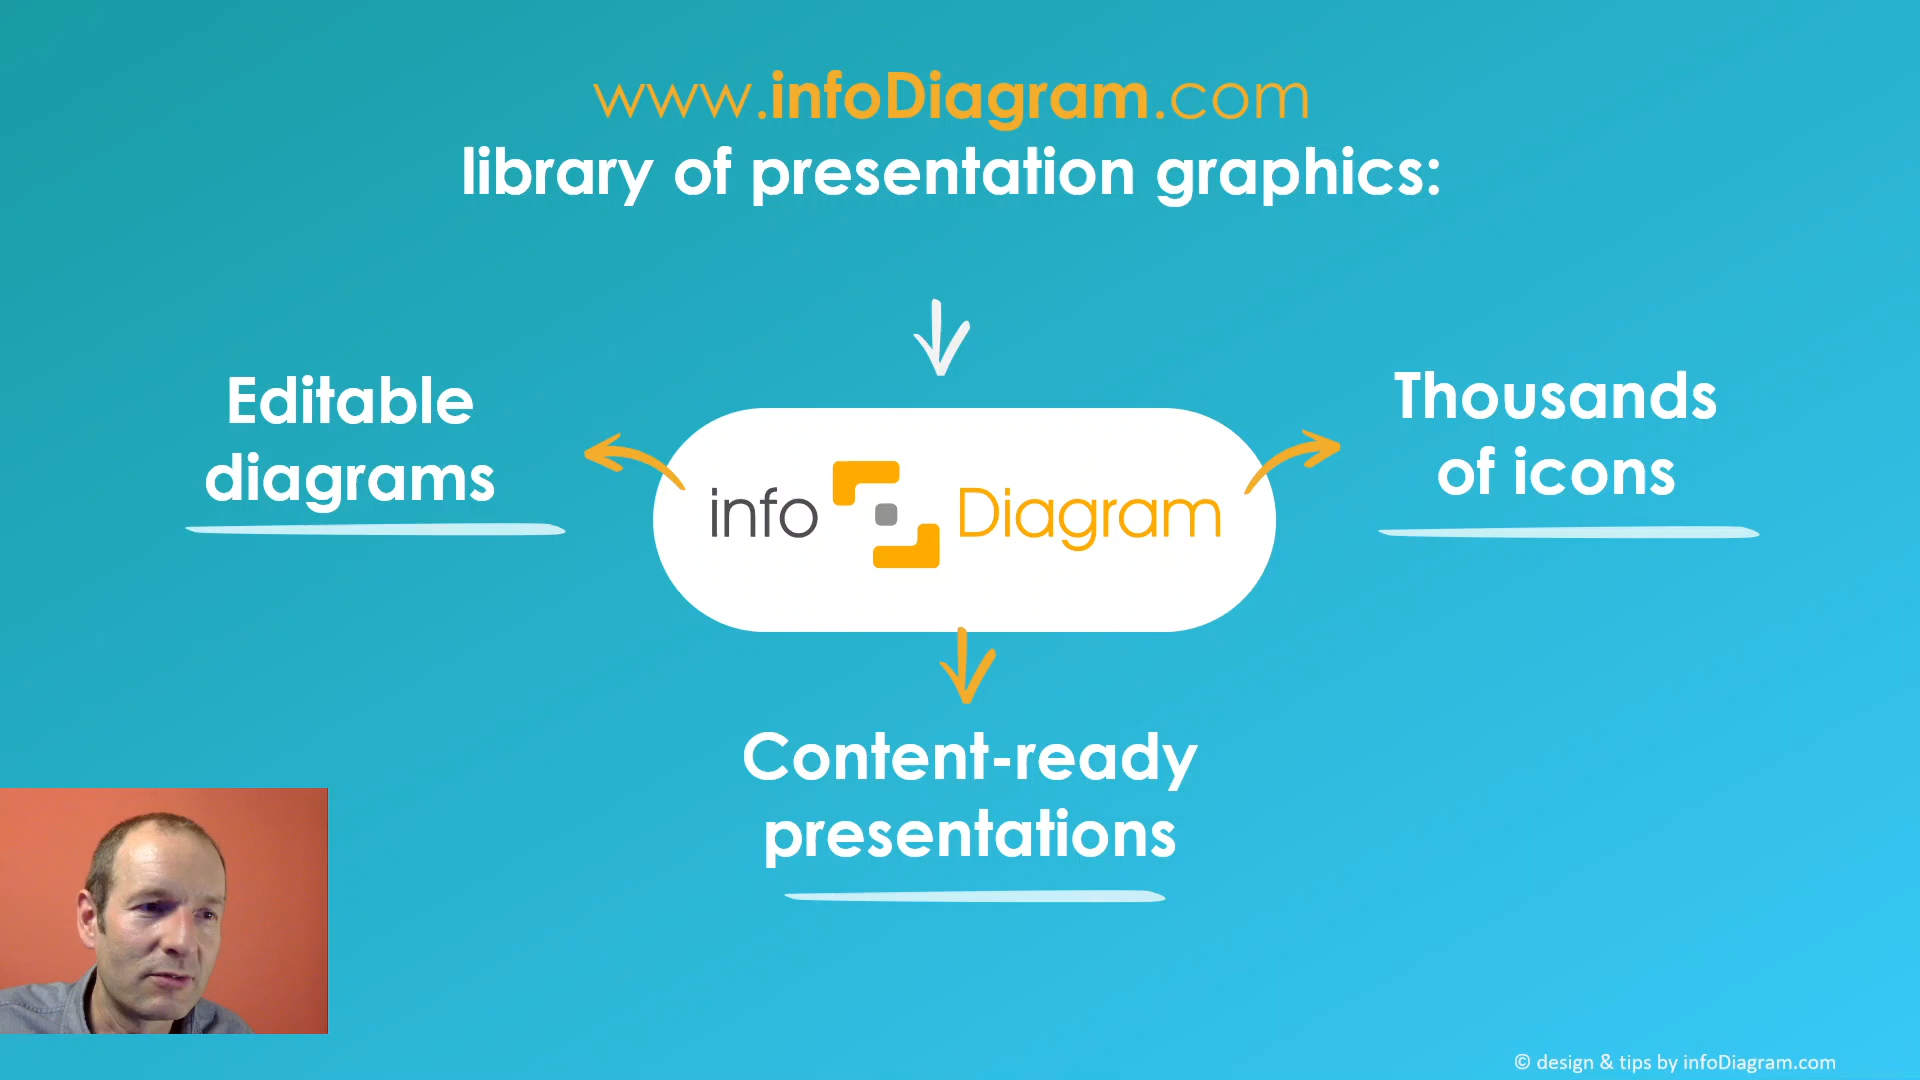 www.infoDiagram.com
library of presentation graphics:
Editable
diagrams
Thousands
of icons
info Diagram
Content-ready
presentations
© design & tips by infoDiagram.com